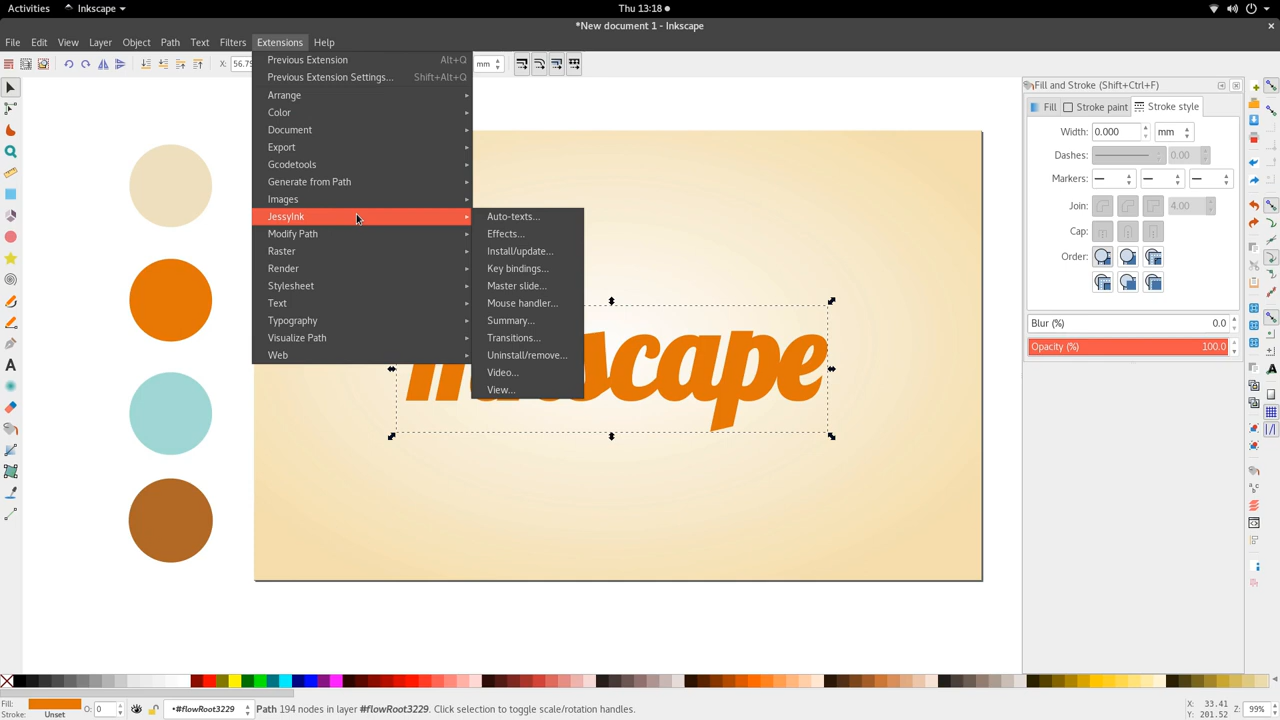 Activities
Inkscape
Thu 13:18
*New document 1 - Inkscape
File Edit View Layer Object Path Text Filters Extensions Help
X: 56.79
mm
Previous Extension Alt+Q
Previous Extension Settings... Shift+Alt+Q
Arrange
Color
Document
Export
Gcodetools
Generate from Path
Images
JessyInk
Modify Path
Raster
Render
Stylesheet
Text
Typography
Visualize Path
Web
Auto-texts...
Effects...
Install/update...
Key bindings...
Master slide...
Mouse handler...
Summary...
Transitions...
Uninstall/remove...
Video...
View...
Inkscape
Fill and Stroke (Shift+Ctrl+F)
Fill Stroke paint Stroke style
Width: 0.000 mm
Dashes: 0.00
Markers:
Join: 4.00
Cap:
Order:
Blur (%) 0.0
Opacity (%) 100.0
Fill:
Stroke: Unset
O: 0
•#flowRoot3229
Path 194 nodes in layer #flowRoot3229. Click selection to toggle scale/rotation handles.
X: 33.41
Y: 201.52
Z: 99%